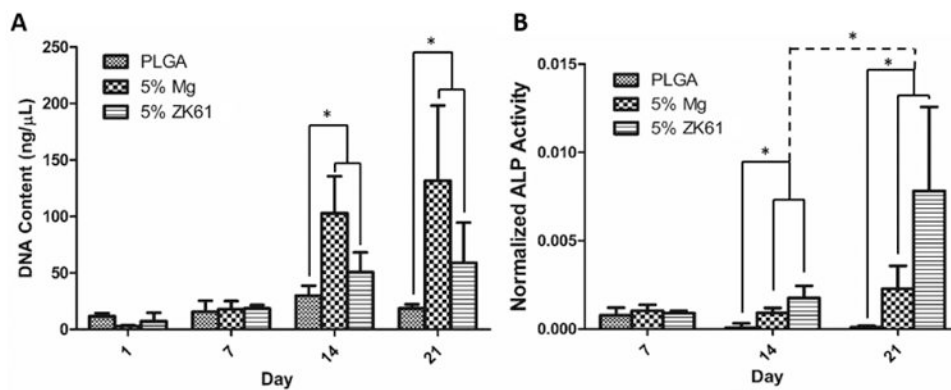 A
DNA Content (ng/μL)
250
200
150
100
50
0
PLGA
5% Mg
5% ZK61
*
*
1
7
14
21
Day
B
Normalized ALP Activity
0.015
0.010
0.005
0.000
PLGA
5% Mg
5% ZK61
*
*
*
7
14
21
Day